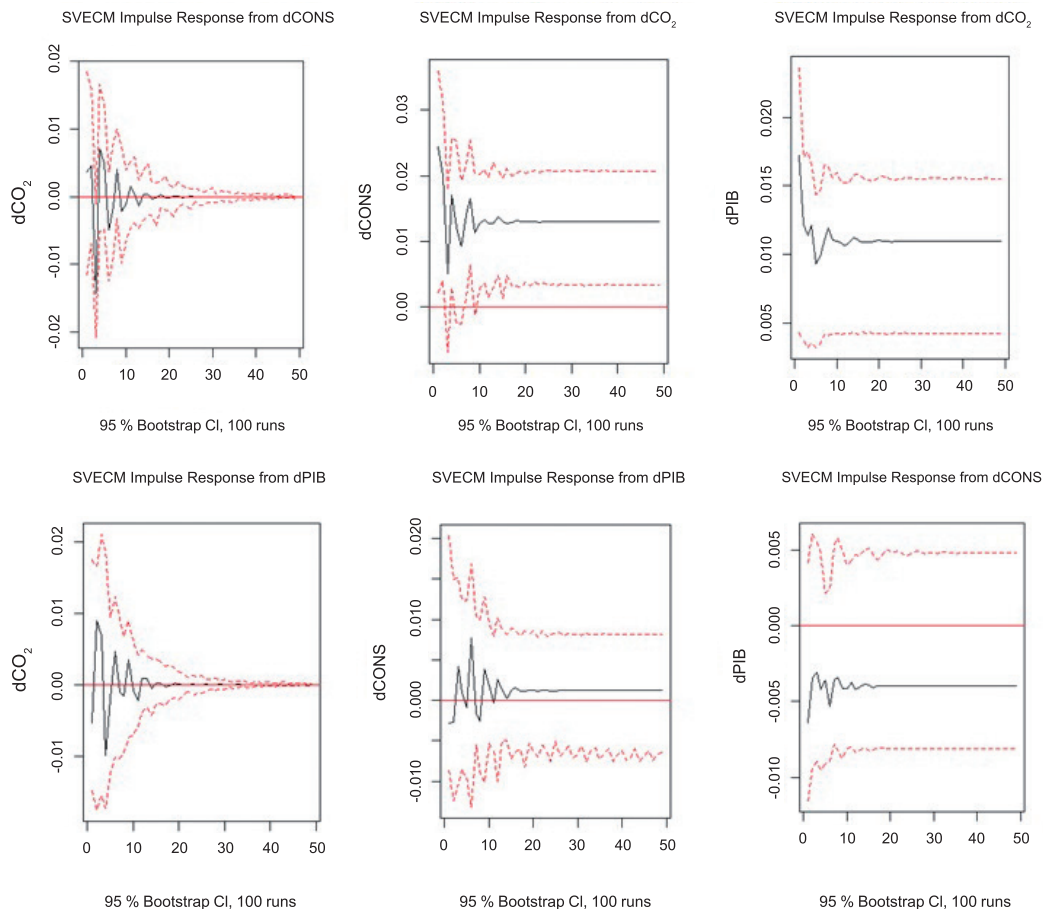 SVECM Impulse Response from dCONS
dCO₂
0.02
0.01
0.00
-0.01
-0.02
0 10 20 30 40 50
95 % Bootstrap CI, 100 runs
SVECM Impulse Response from dCO₂
dCONS
0.03
0.02
0.01
0.00
0 10 20 30 40 50
95 % Bootstrap CI, 100 runs
SVECM Impulse Response from dCO₂
dPIB
0.020
0.015
0.010
0.005
0 10 20 30 40 50
95 % Bootstrap CI, 100 runs
SVECM Impulse Response from dPIB
dCO₂
0.02
0.01
0.00
-0.01
0 10 20 30 40 50
95 % Bootstrap CI, 100 runs
SVECM Impulse Response from dPIB
dCONS
0.020
0.010
0.000
-0.010
0 10 20 30 40 50
95 % Bootstrap CI, 100 runs
SVECM Impulse Response from dCONS
dPIB
0.005
0.000
-0.005
-0.010
0 10 20 30 40 50
95 % Bootstrap CI, 100 runs